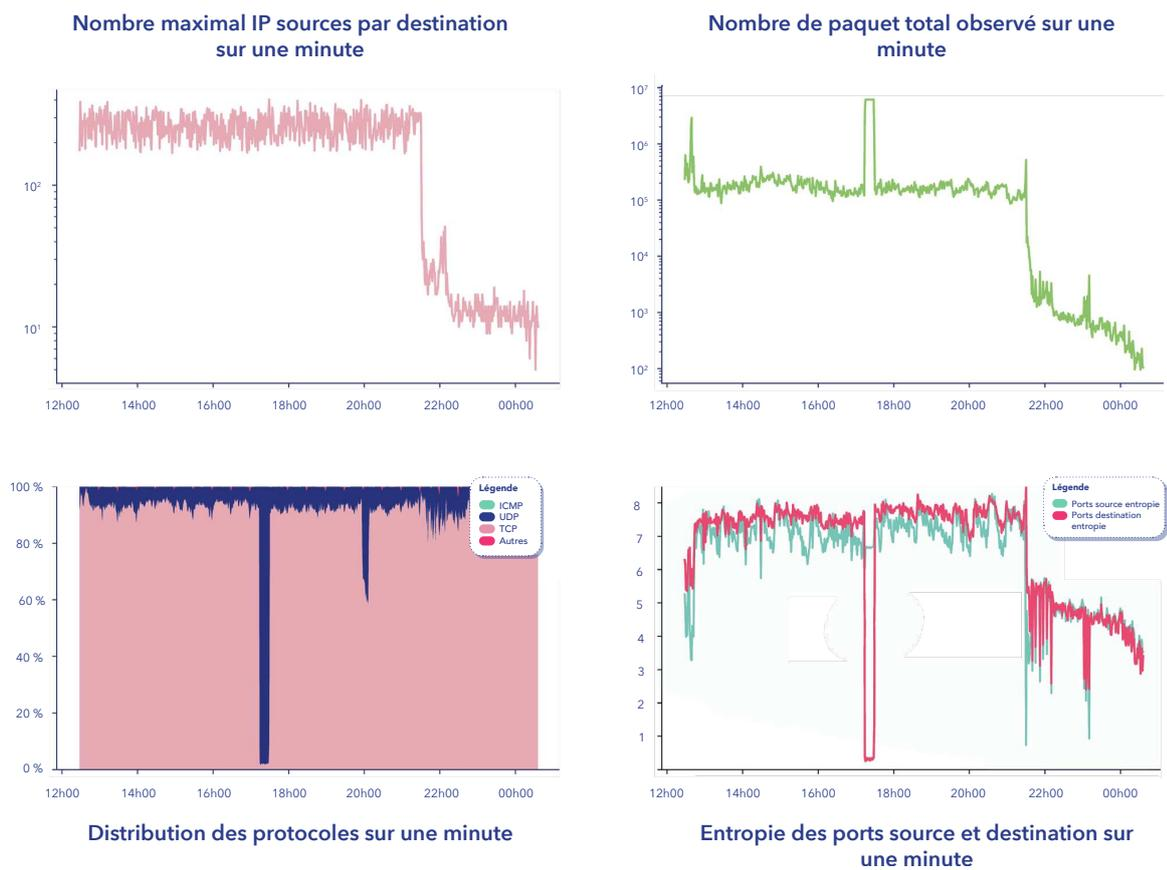 Nombre maximal IP sources par destination
sur une minute
10²
10¹
12h00 14h00 16h00 18h00 20h00 22h00 00h00
Nombre de paquet total observé sur une
minute
10⁷
10⁶
10⁵
10⁴
10³
10²
12h00 14h00 16h00 18h00 20h00 22h00 00h00
100 %
80 %
60 %
40 %
20 %
0 %
Légende
ICMP
UDP
TCP
Autres
12h00 14h00 16h00 18h00 20h00 22h00 00h00
Distribution des protocoles sur une minute
8
7
6
5
4
3
2
1
Légende
Ports source entropie
Ports destination
entropie
12h00 14h00 16h00 18h00 20h00 22h00 00h00
Entropie des ports source et destination sur
une minute